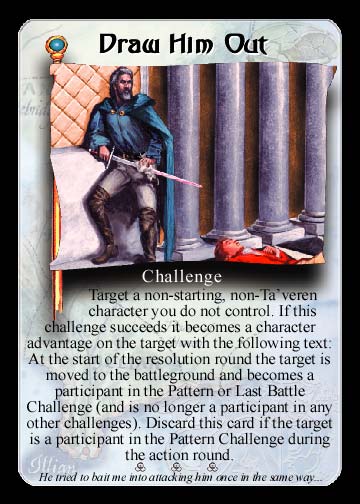 Draw Him Out
Challenge
Target a non-starting, non-Ta'veren
character you do not control. If this
challenge succeeds it becomes a character
advantage on the target with the following text:
At the start of the resolution round the target is
moved to the battleground and becomes a
participant in the Pattern or Last Battle
Challenge (and is no longer a participant in any
other challenges). Discard this card if the target
is a participant in the Pattern Challenge during
the action round.
Illian
He tried to bait me into attacking him once in the same way...